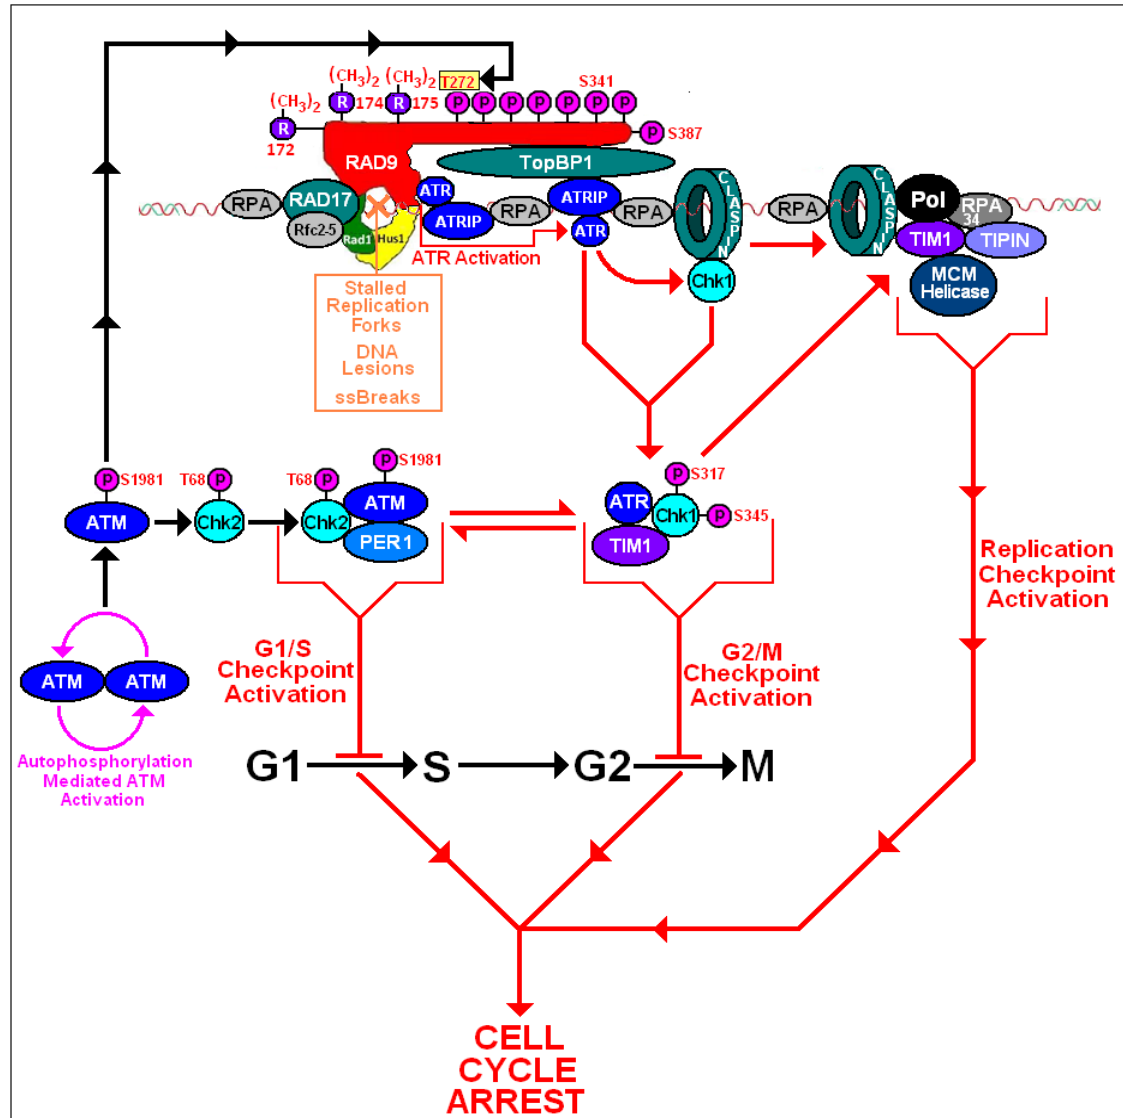 (CH3)2
(CH3)2
(CH3)2
T272
S341
R
174
R
175
P
P
P
P
P
P
P
R
172
P
S387
RAD9
TopBP1
ATR
ATRIP
RPA
RAD17
Rfc2-5
Rad1
Hus1
ATRIP
RPA
ATR
RPA
CLASPIN
Chk1
RPA
CLASPIN
Pol
RPA
34
TIM1
TIPIN
MCM
Helicase
ATR Activation
Stalled
Replication
Forks
DNA
Lesions
ssBreaks
P
S1981
ATM
T68
P
Chk2
T68
P
Chk2
P
S1981
ATM
PER1
P
S317
ATR
Chk1
P
S345
TIM1
Replication
Checkpoint
Activation
G1/S
Checkpoint
Activation
G2/M
Checkpoint
Activation
ATM
ATM
Autophosphorylation
Mediated ATM
Activation
G1
S
G2
M
CELL
CYCLE
ARREST